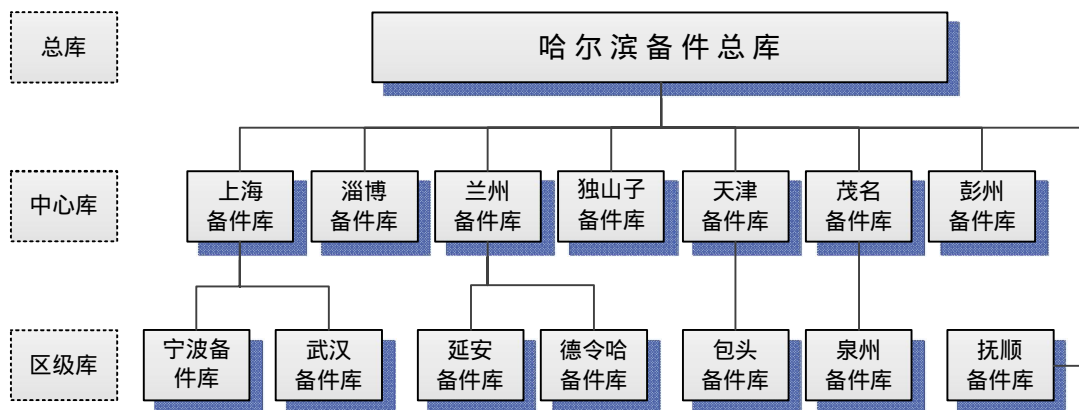 总库
哈尔滨备件总库
中心库
上海
备件库
淄博
备件库
兰州
备件库
独山子
备件库
天津
备件库
茂名
备件库
彭州
备件库
区级库
宁波备
件库
武汉
备件库
延安
备件库
德令哈
备件库
包头
备件库
泉州
备件库
抚顺
备件库